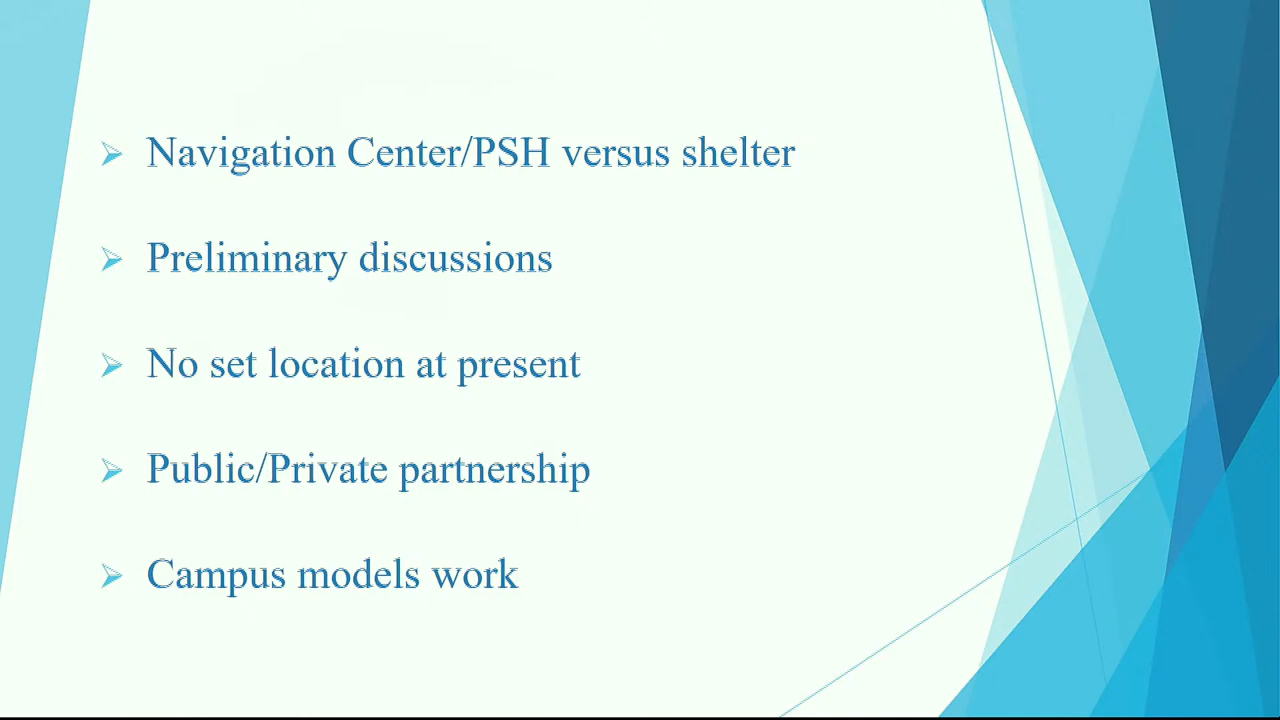 Navigation Center/PSH versus shelter
Preliminary discussions
No set location at present
Public/Private partnership
Campus models work